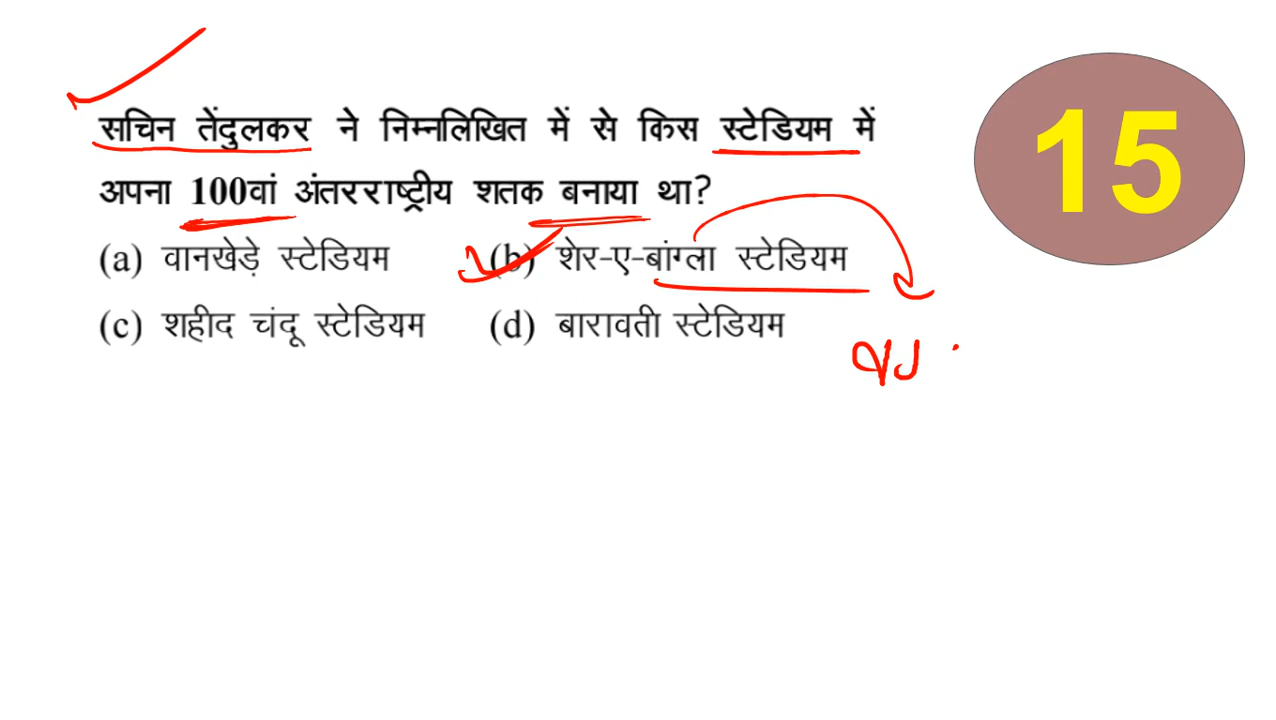 सचिन तेंदुलकर ने निम्नलिखित में से किस स्टेडियम में
अपना 100वां अंतरराष्ट्रीय शतक बनाया था?
(a) वानखेड़े स्टेडियम (b) शेर-ए-बांग्ला स्टेडियम
(c) शहीद चंदू स्टेडियम (d) बारावती स्टेडियम
15